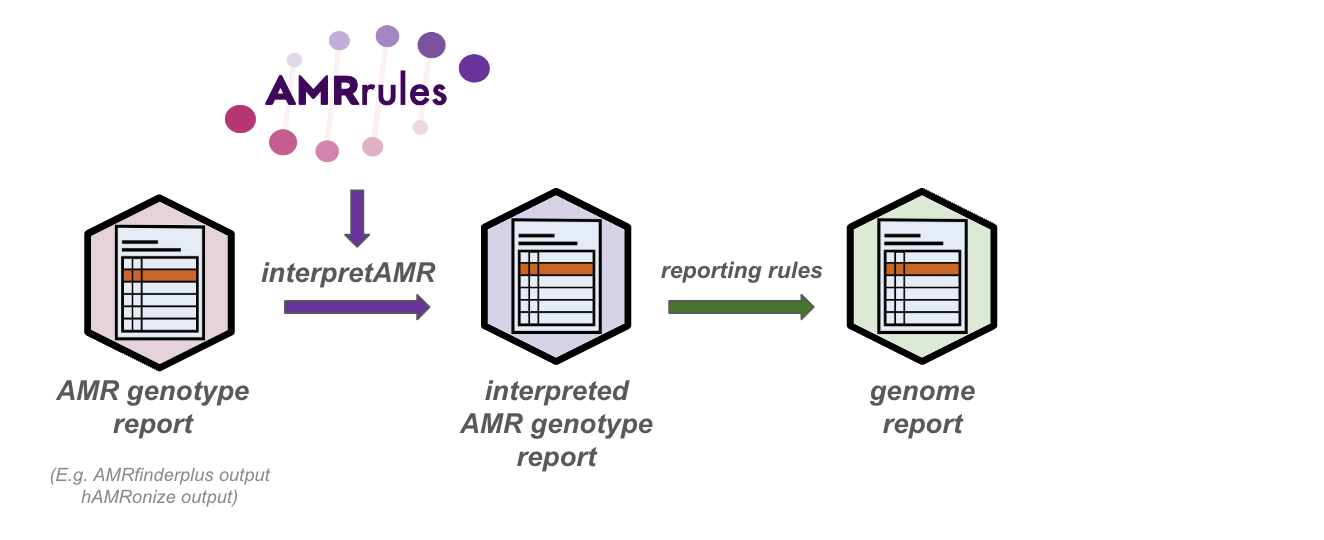 AMRrules
interpretAMR
reporting rules
AMR genotype
report
interpreted
AMR genotype
report
genome
report
(E.g. AMRfinderplus output
hAMRonize output)